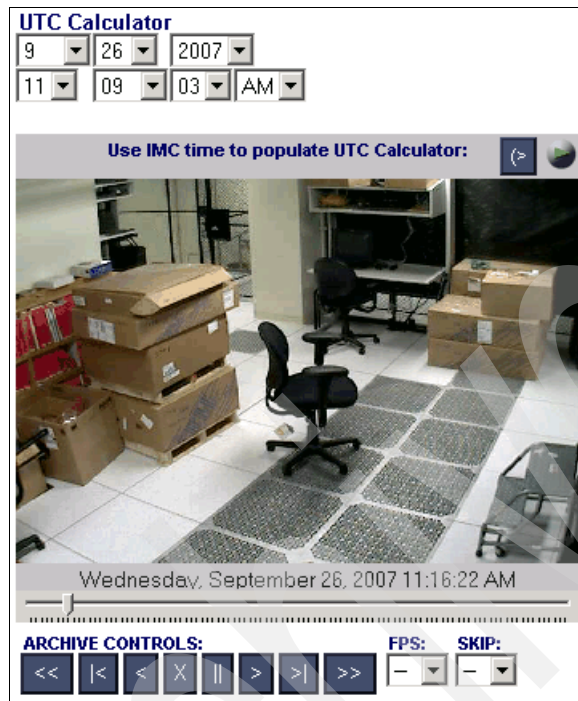 UTC Calculator
9 26 2007
11 09 03 AM
Use IMC time to populate UTC Calculator: (>
Wednesday, September 26, 2007 11:16:22 AM
ARCHIVE CONTROLS: FPS: SKIP:
<< |< < X || > >| >> – –